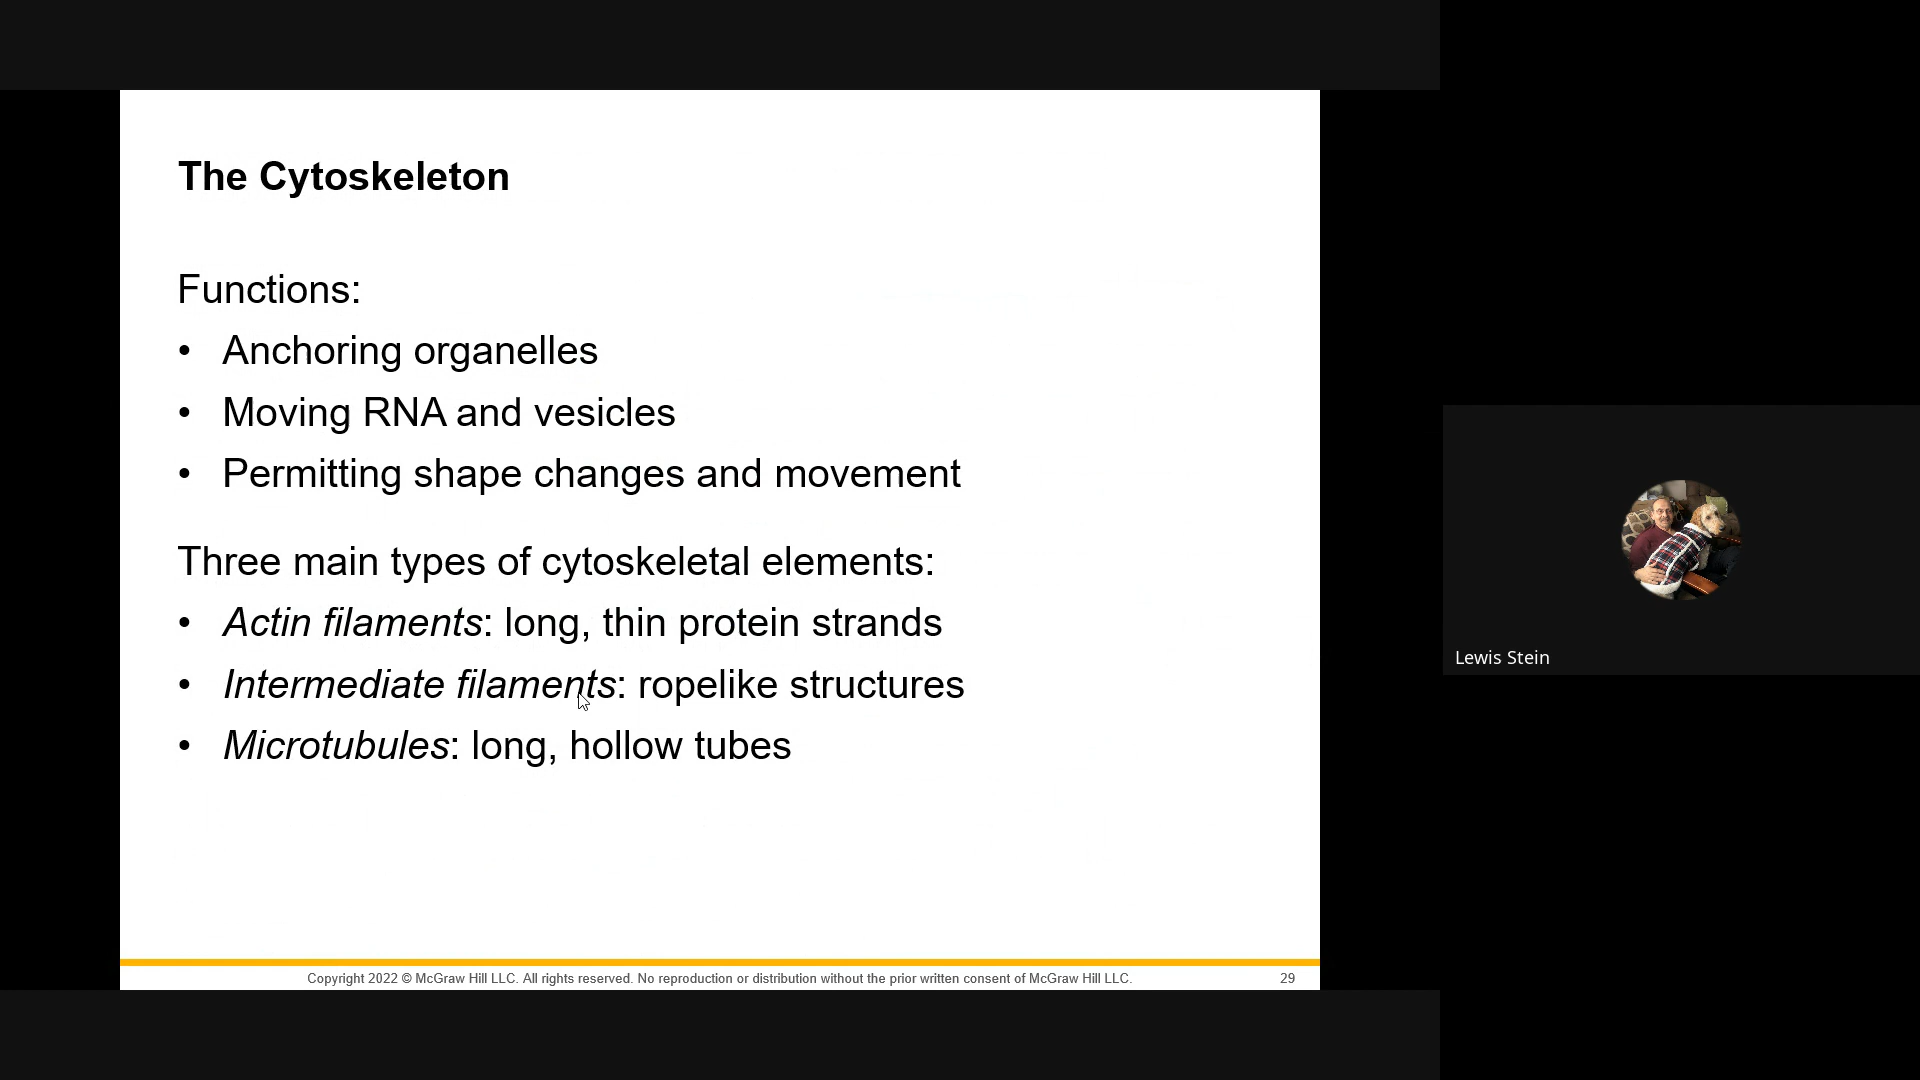 The Cytoskeleton
Functions:
• Anchoring organelles
• Moving RNA and vesicles
• Permitting shape changes and movement
Three main types of cytoskeletal elements:
• Actin filaments: long, thin protein strands
• Intermediate filaments: ropelike structures
• Microtubules: long, hollow tubes
Lewis Stein
Copyright 2022 © McGraw Hill LLC. All rights reserved. No reproduction or distribution without the prior written consent of McGraw Hill LLC.
29